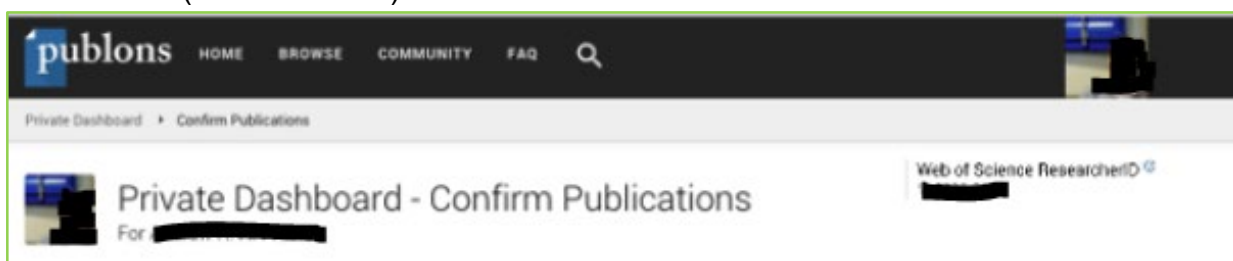 publons HOME BROWSE COMMUNITY FAQ
Private Dashboard ▸ Confirm Publications
Private Dashboard - Confirm Publications
For
Web of Science ResearcherID